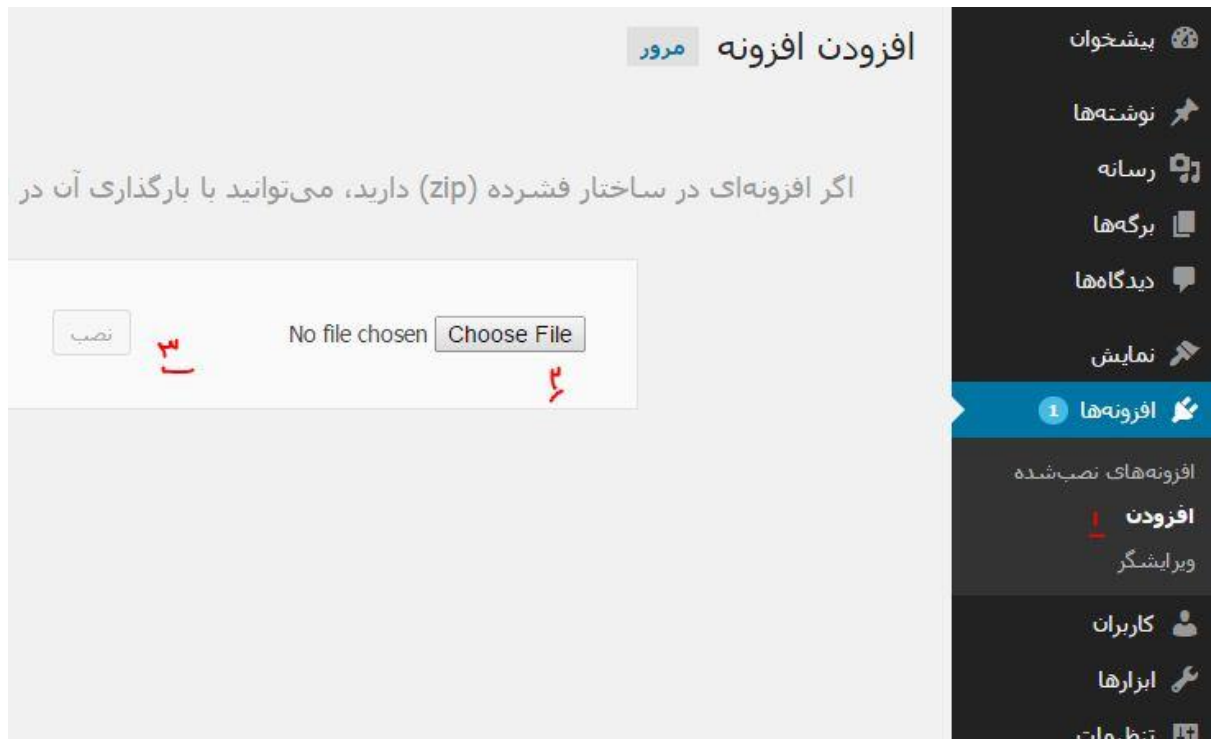 پیشخوان
نوشته‌ها
رسانه
برگه‌ها
دیدگاه‌ها
نمایش
افزونه‌ها 1
افزونه‌های نصب‌شده
افزودن ۱
ویرایشگر
کاربران
ابزارها
تنظیمات
افزودن افزونه مرور
اگر افزونه‌ای در ساختار فشرده (zip) دارید، می‌توانید با بارگذاری آن در
Choose File No file chosen
۲
۳ نصب